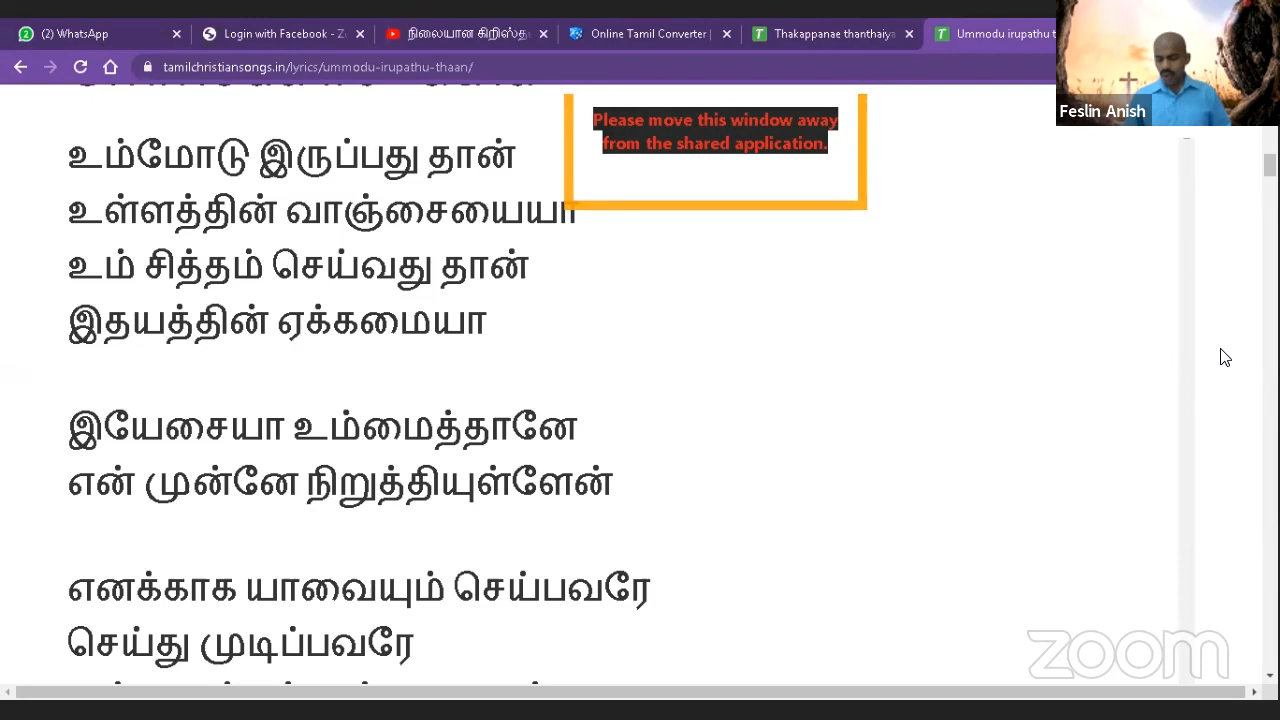 (2) WhatsApp
Login with Facebook - Z
நிலையான கிறிஸ்த
Online Tamil Converter |
Thakappanae thanthaiya
Ummodu irupathu t
tamilchristiansongs.in/lyrics/ummodu-irupathu-thaan/
Feslin Anish
Please move this window away
from the shared application.
உம்மோடு இருப்பது தான்
உள்ளத்தின் வாஞ்சையையா
உம் சித்தம் செய்வது தான்
இதயத்தின் ஏக்கமையா
இயேசையா உம்மைத்தானே
என் முன்னே நிறுத்தியுள்ளேன்
எனக்காக யாவையும் செய்பவரே
செய்து முடிப்பவரே
zoom